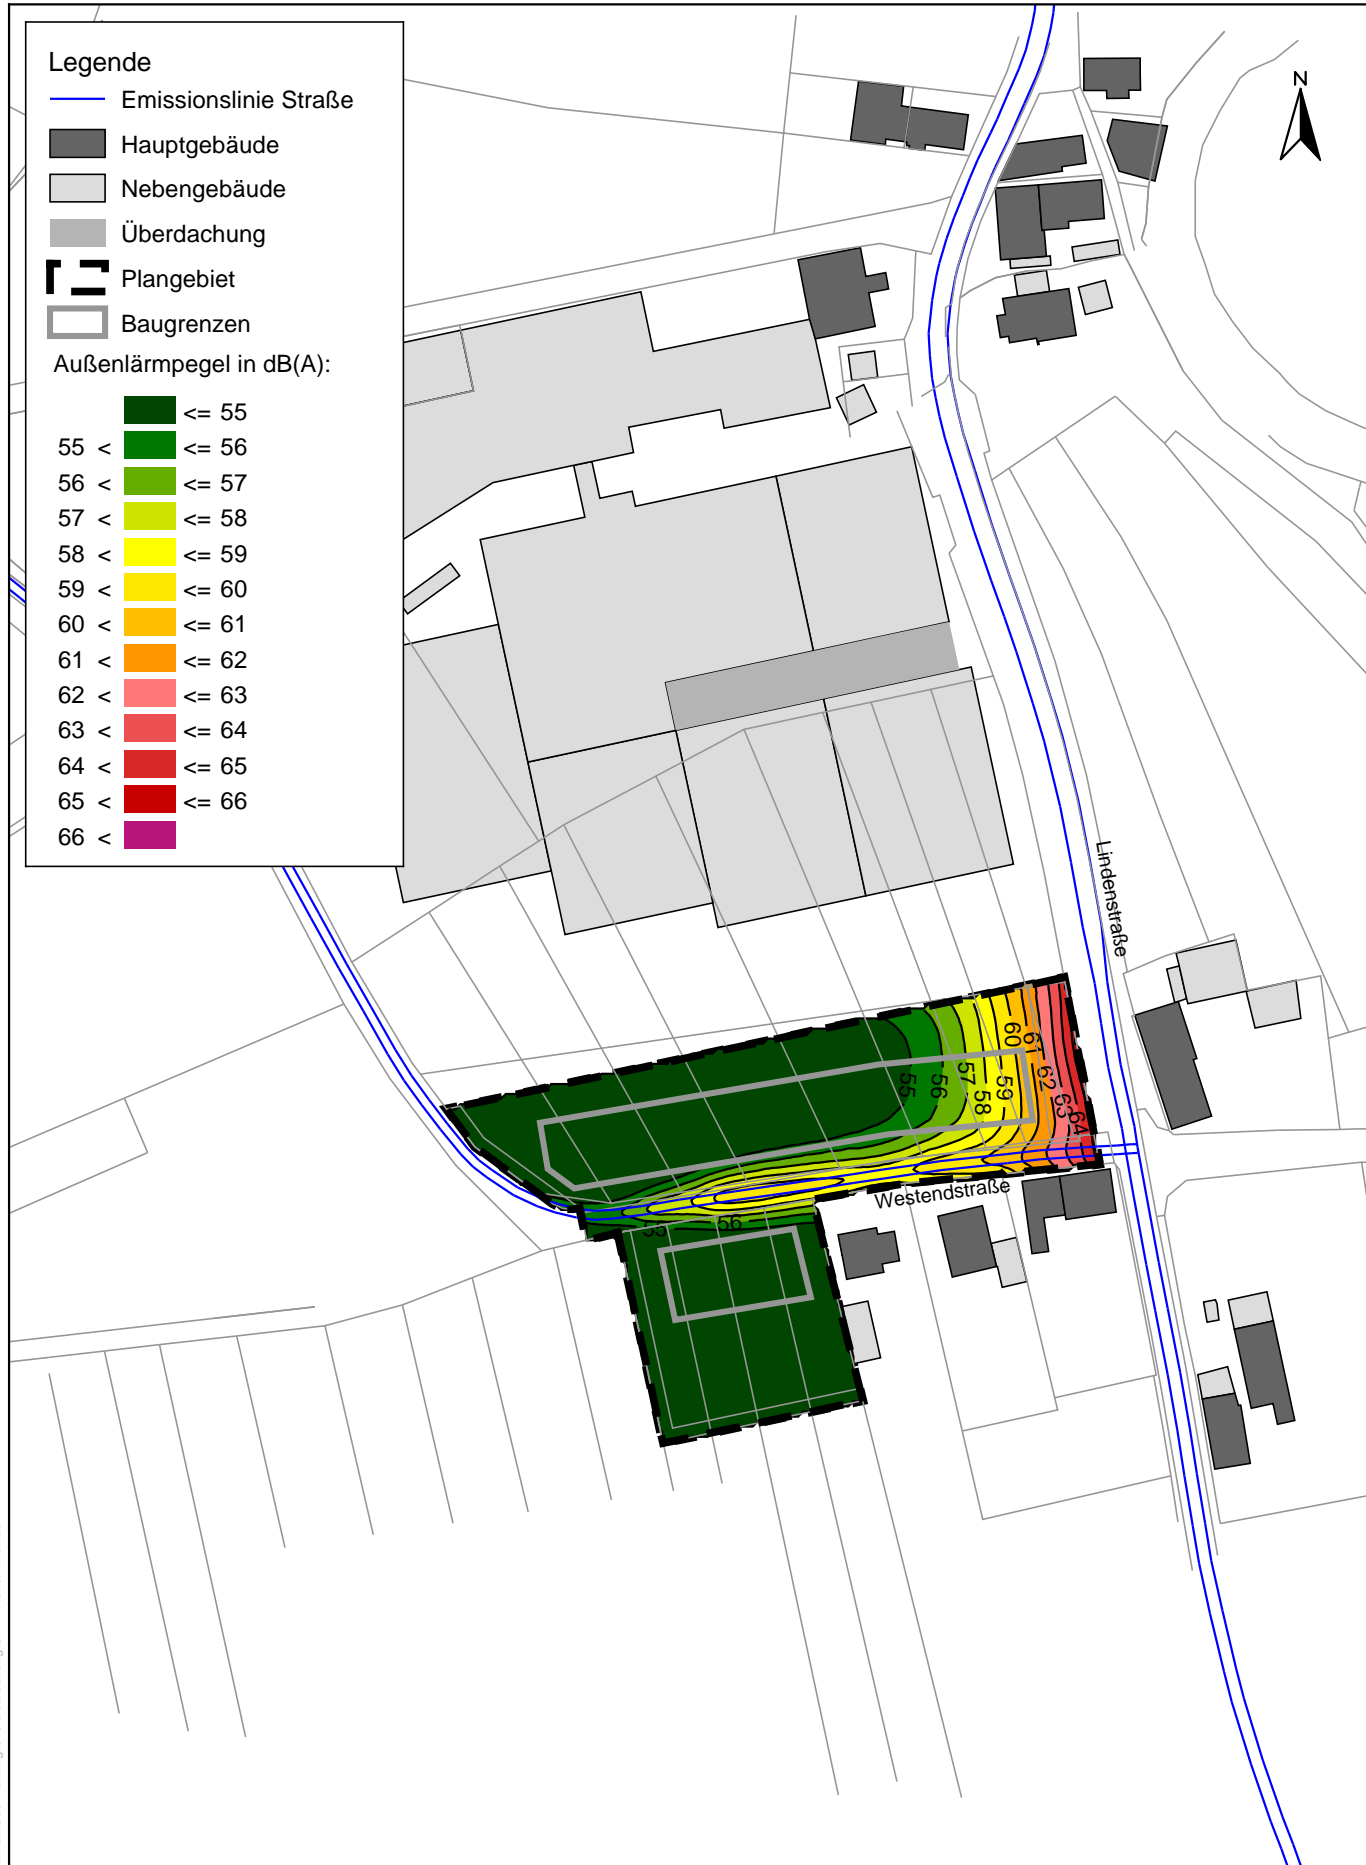 Legende
Emissionslinie Straße
Hauptgebäude
Nebengebäude
Überdachung
Plangebiet
Baugrenzen
Außenlärmpegel in dB(A):
<= 55
55 < <= 56
56 < <= 57
57 < <= 58
58 < <= 59
59 < <= 60
60 < <= 61
61 < <= 62
62 < <= 63
63 < <= 64
64 < <= 65
65 < <= 66
66 <
N
Lindenstraße
55
56
57
58
59
60
61
62
63
64
Westendstraße
55
56